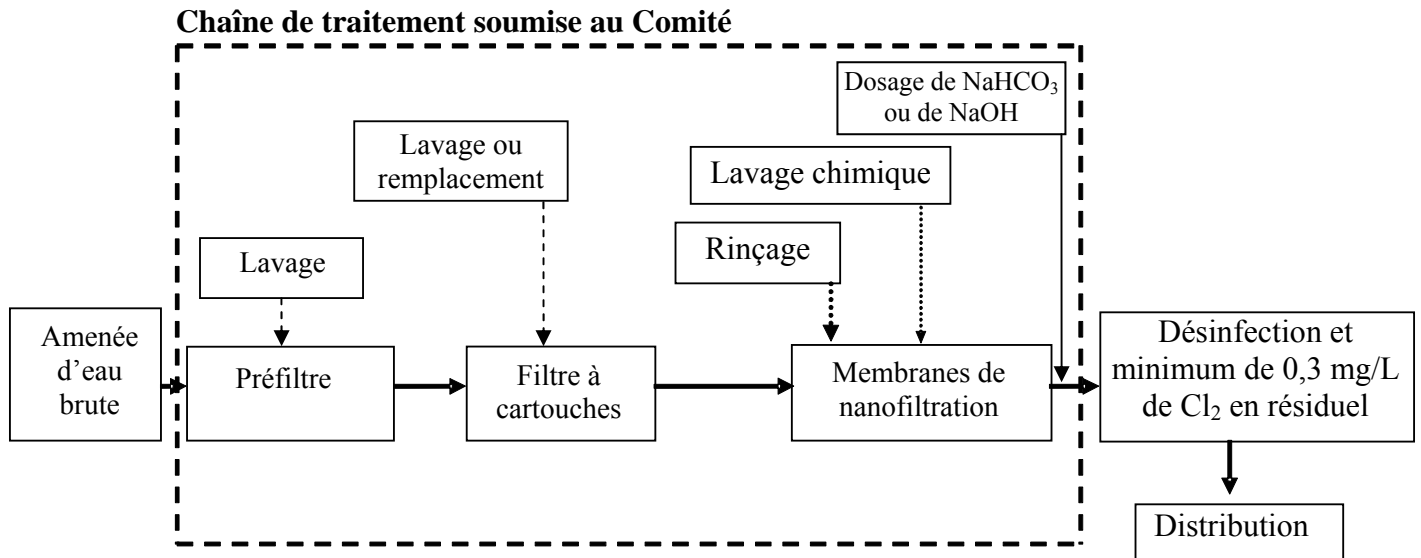 Chaîne de traitement soumise au Comité
Dosage de NaHCO₃
ou de NaOH
Lavage ou
remplacement
Lavage chimique
Rinçage
Lavage
Amenée
d’eau
brute
Préfiltre
Filtre à
cartouches
Membranes de
nanofiltration
Désinfection et
minimum de 0,3 mg/L
de Cl₂ en résiduel
Distribution